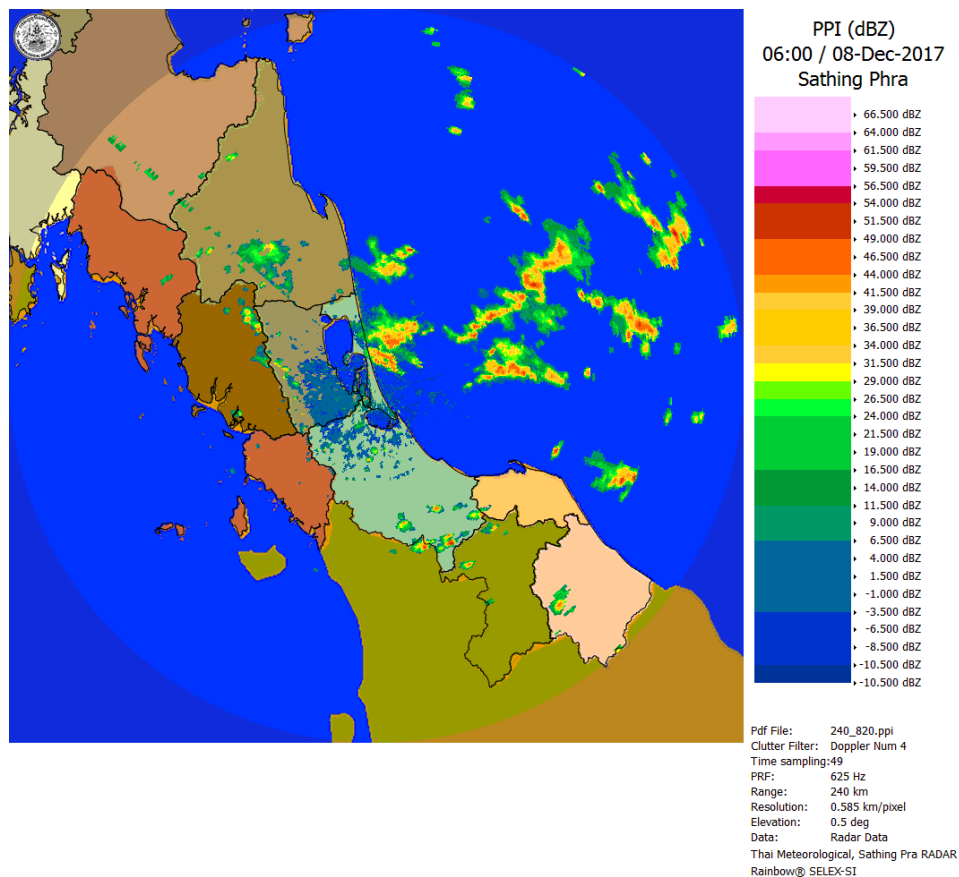 PPI (dBZ)
06:00 / 08-Dec-2017
Sathing Phra
66.500 dBZ
64.000 dBZ
61.500 dBZ
59.500 dBZ
56.500 dBZ
54.000 dBZ
51.500 dBZ
49.000 dBZ
46.500 dBZ
44.000 dBZ
41.500 dBZ
39.000 dBZ
36.500 dBZ
34.000 dBZ
31.500 dBZ
29.000 dBZ
26.500 dBZ
24.000 dBZ
21.500 dBZ
19.000 dBZ
16.500 dBZ
14.000 dBZ
11.500 dBZ
9.000 dBZ
6.500 dBZ
4.000 dBZ
1.500 dBZ
-1.000 dBZ
-3.500 dBZ
-6.500 dBZ
-8.500 dBZ
-10.500 dBZ
-10.500 dBZ
Pdf File: 240_820.ppi
Clutter Filter: Doppler Num 4
Time sampling:49
PRF: 625 Hz
Range: 240 km
Resolution: 0.585 km/pixel
Elevation: 0.5 deg
Data: Radar Data
Thai Meteorological, Sathing Pra RADAR
Rainbow® SELEX-SI